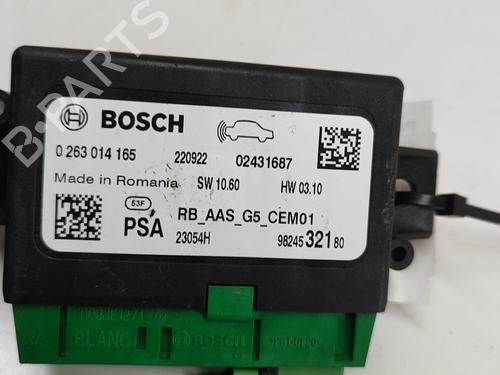 B-PARTS
BOSCH
0 263 014 165 220922 02431687
Made in Romania SW 10.60 HW 03.10
53F
PSA RB_AAS_G5_CEM01
23054H 98245 321 80
BLANC BOSCH